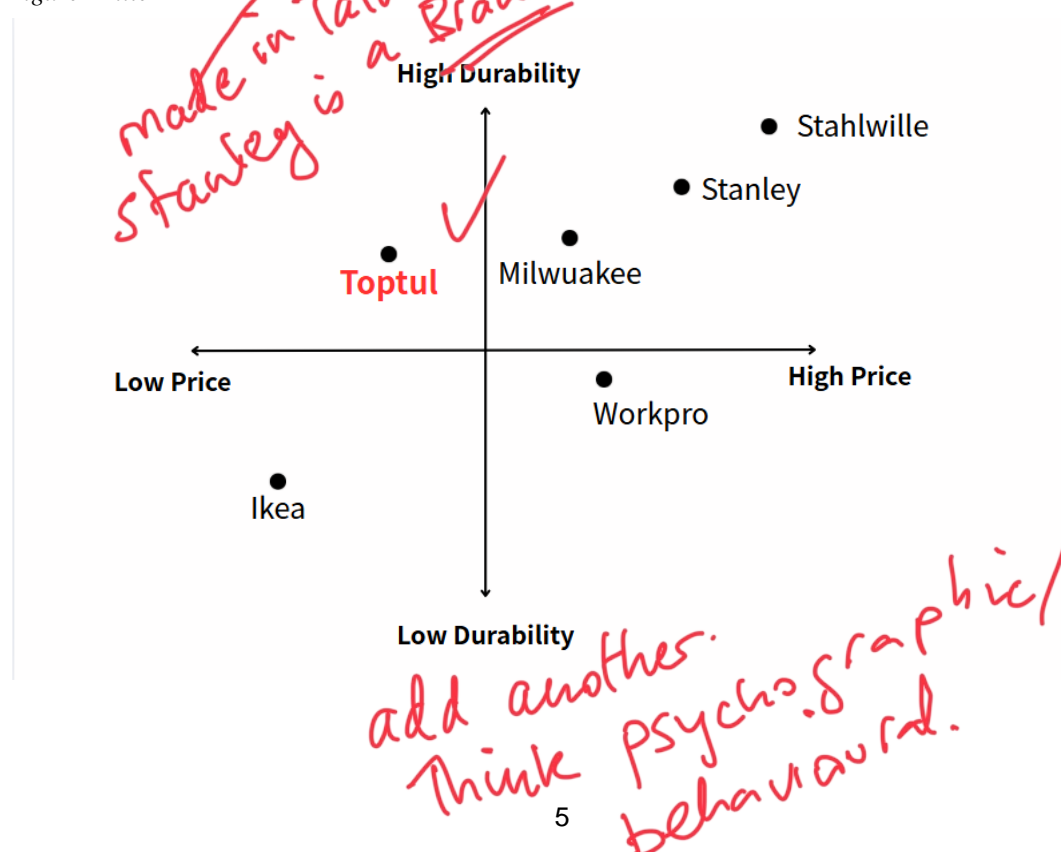 made in
stanley is a Brand
High Durability
Stahlwille
Stanley
Toptul
Milwuakee
Low Price
High Price
Workpro
Ikea
Low Durability
add another.
Think psychographic/
behavioural.
5